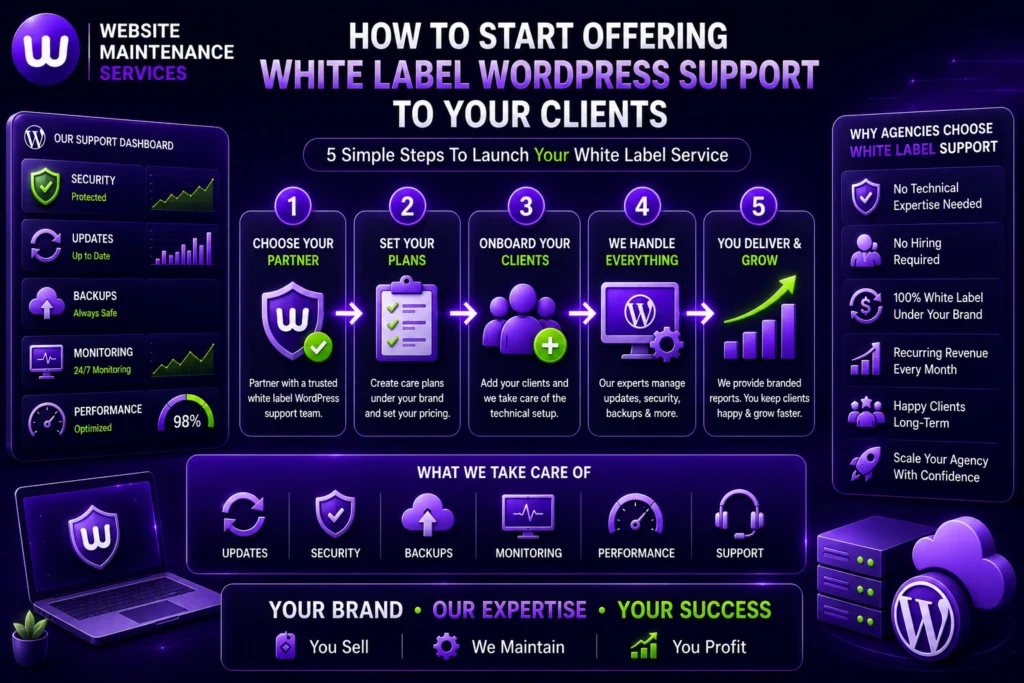 WEBSITE
MAINTENANCE
SERVICES
HOW TO START OFFERING
WHITE LABEL WORDPRESS SUPPORT
TO YOUR CLIENTS
5 Simple Steps To Launch Your White Label Service
OUR SUPPORT DASHBOARD
SECURITY
Protected
UPDATES
Up to Date
BACKUPS
Always Safe
MONITORING
24/7 Monitoring
PERFORMANCE
Optimized
98%
1
CHOOSE YOUR
PARTNER
Partner with a trusted
white label WordPress
support team.
2
SET YOUR
PLANS
Create care plans
under your brand
and set your pricing.
3
ONBOARD YOUR
CLIENTS
Add your clients and
we take care of the
technical setup.
4
WE HANDLE
EVERYTHING
Our experts manage
updates, security,
backups & more.
5
YOU DELIVER &
GROW
We provide branded
reports. You keep clients
happy & grow faster.
WHY AGENCIES CHOOSE
WHITE LABEL SUPPORT
No Technical
Expertise Needed
No Hiring
Required
100% White Label
Under Your Brand
Recurring Revenue
Every Month
Happy Clients
Long-Term
Scale Your Agency
With Confidence
WHAT WE TAKE CARE OF
UPDATES
SECURITY
BACKUPS
MONITORING
PERFORMANCE
SUPPORT
YOUR BRAND • OUR EXPERTISE • YOUR SUCCESS
You Sell
We Maintain
You Profit